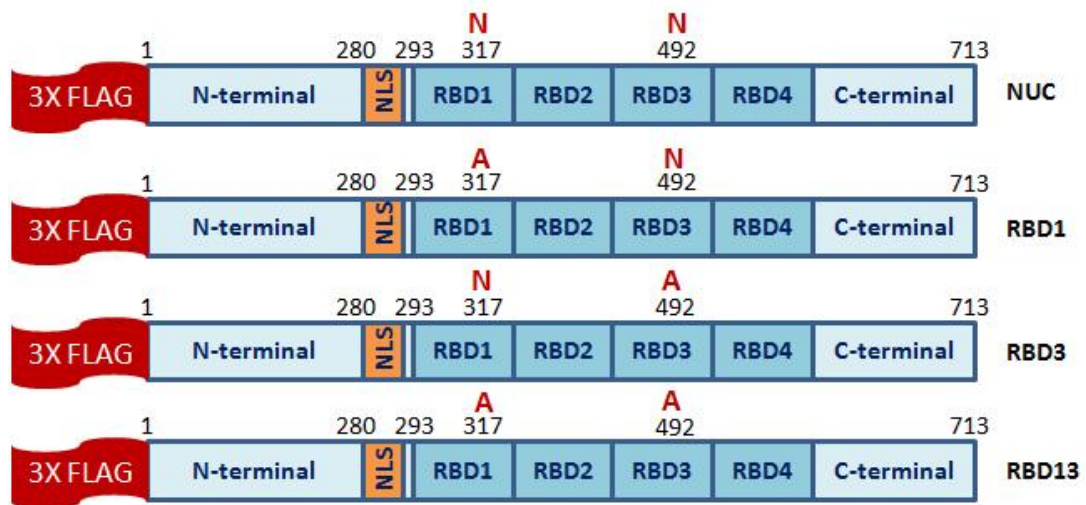 N N
1 280 293 317 492 713
3X FLAG N-terminal NLS RBD1 RBD2 RBD3 RBD4 C-terminal NUC
A N
1 280 293 317 492 713
3X FLAG N-terminal NLS RBD1 RBD2 RBD3 RBD4 C-terminal RBD1
N A
1 280 293 317 492 713
3X FLAG N-terminal NLS RBD1 RBD2 RBD3 RBD4 C-terminal RBD3
A A
1 280 293 317 492 713
3X FLAG N-terminal NLS RBD1 RBD2 RBD3 RBD4 C-terminal RBD13